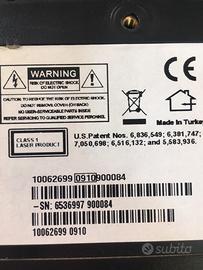 RISK OF ELECTRIC SHOCK
DO NOT OPEN
CAUTION: TO REDUCE THE RISK OF ELECTRIC SHOCK,
DO NOT REMOVE COVER (OR BACK)
NO USER-SERVICEABLE PARTS INSIDE
REFER SERVICING TO QUALIFIED SERVICE PERSONNEL.
CE
Made in Turkey
CLASS 1
LASER PRODUCT
U.S.Patent Nos. 6,836,549; 6,381,747;
7,050,698; 6,516,132; and 5,583,936.
10062699 0910 900084
-SN: 6536997 900084
10062699 0910
subito